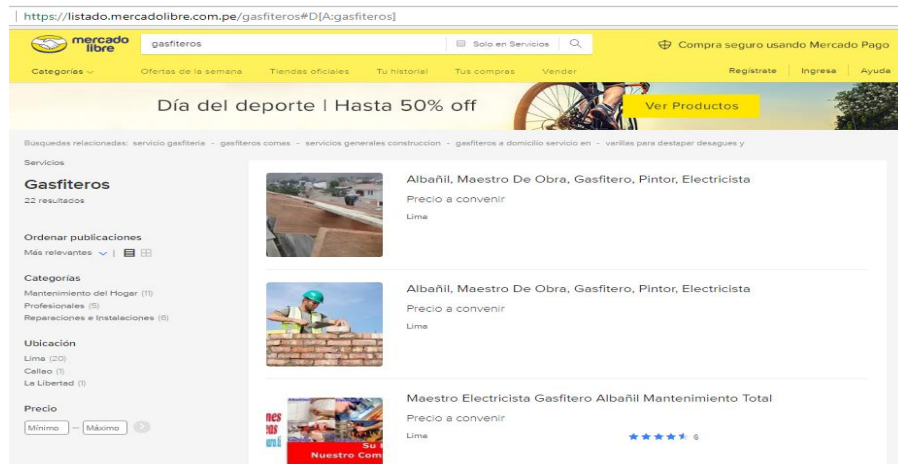 https://listado.mercadolibre.com.pe/gasfiteros#D[A:gasfiteros]
mercado
libre
gasfiteros
Solo en Servicios
Compra seguro usando Mercado Pago
Categorías
Ofertas de la semana
Tiendas oficiales
Tu historial
Tus compras
Vender
Regístrate
Ingresa
Ayuda
Día del deporte | Hasta 50% off
Ver Productos
Búsquedas relacionadas: servicio gasfiteria - gasfiteros comas - servicios generales construccion - gasfiteros a domicilio servicio en - varillas para destapar desagues y
Servicios
Gasfiteros
22 resultados
Ordenar publicaciones
Más relevantes
Categorías
Mantenimiento del Hogar (11)
Profesionales (5)
Reparaciones e Instalaciones (6)
Ubicación
Lima (20)
Callao (1)
La Libertad (1)
Precio
Mínimo – Máximo
Albañil, Maestro De Obra, Gasfitero, Pintor, Electricista
Precio a convenir
Lima
Albañil, Maestro De Obra, Gasfitero, Pintor, Electricista
Precio a convenir
Lima
Maestro Electricista Gasfitero Albañil Mantenimiento Total
Precio a convenir
Lima
6
nes
Su
Nuestro Com